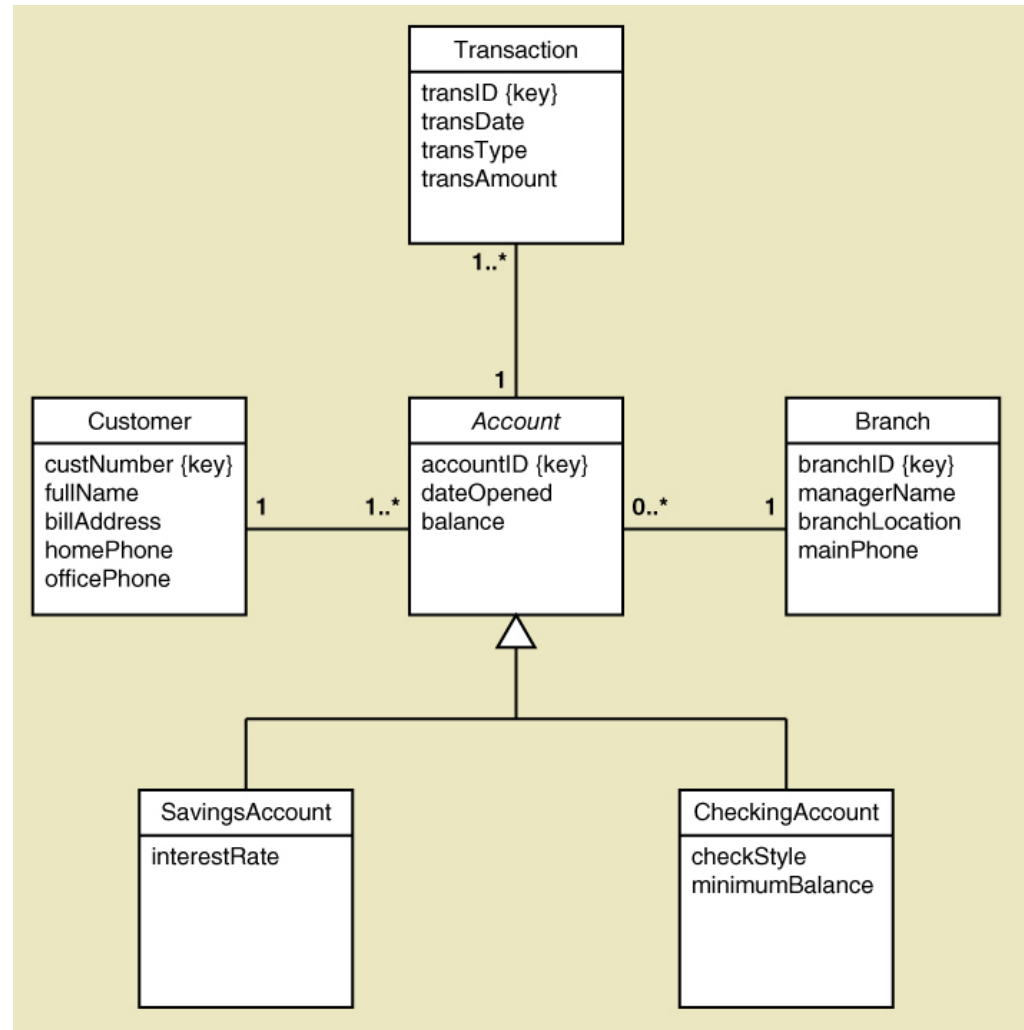 Transaction
transID {key}
transDate
transType
transAmount
1..*
1
Customer
custNumber {key}
fullName
billAddress
homePhone
officePhone
1
1..*
Account
accountID {key}
dateOpened
balance
0..*
1
Branch
branchID {key}
managerName
branchLocation
mainPhone
SavingsAccount
interestRate
CheckingAccount
checkStyle
minimumBalance